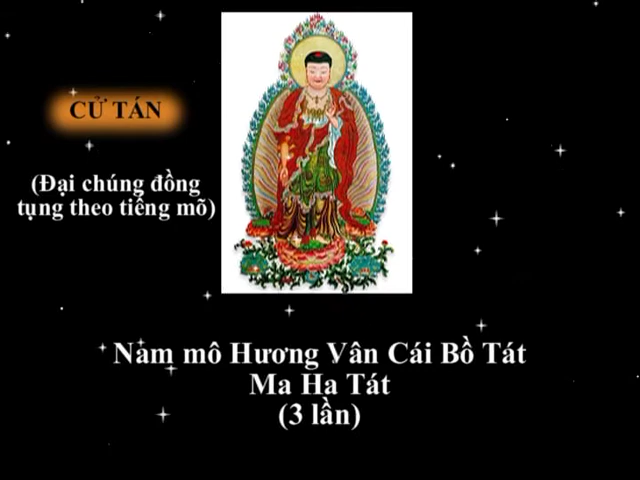 CỬ TÁN
(Đại chúng đồng
tụng theo tiếng mõ)
Nam mô Hương Vân Cái Bồ Tát
Ma Ha Tát
(3 lần)